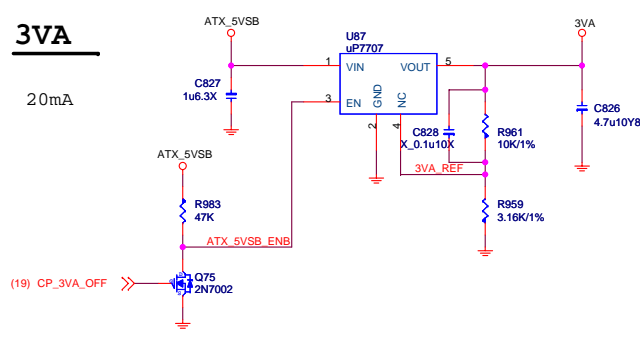 3VA
20mA
ATX_5VSB
C827
1u6.3X
U87
uP7707
1
VIN
VOUT
5
3
EN
GND
NC
2
4
3VA
C826
4.7u10Y8
C828
X_0.1u10X
R961
10K/1%
3VA_REF
R959
3.16K/1%
ATX_5VSB
R983
47K
ATX_5VSB_ENB
(19) CP_3VA_OFF
Q75
2N7002